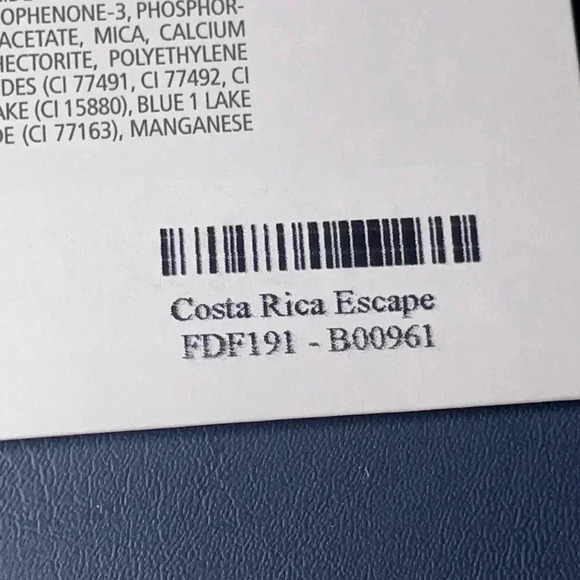 OPHENONE-3, PHOSPHOR-
ACETATE, MICA, CALCIUM
HECTORITE, POLYETHYLENE
DES (CI 77491, CI 77492, CI
AKE (CI 15880), BLUE 1 LAKE
DE (CI 77163), MANGANESE
Costa Rica Escape
FDF191 - B00961